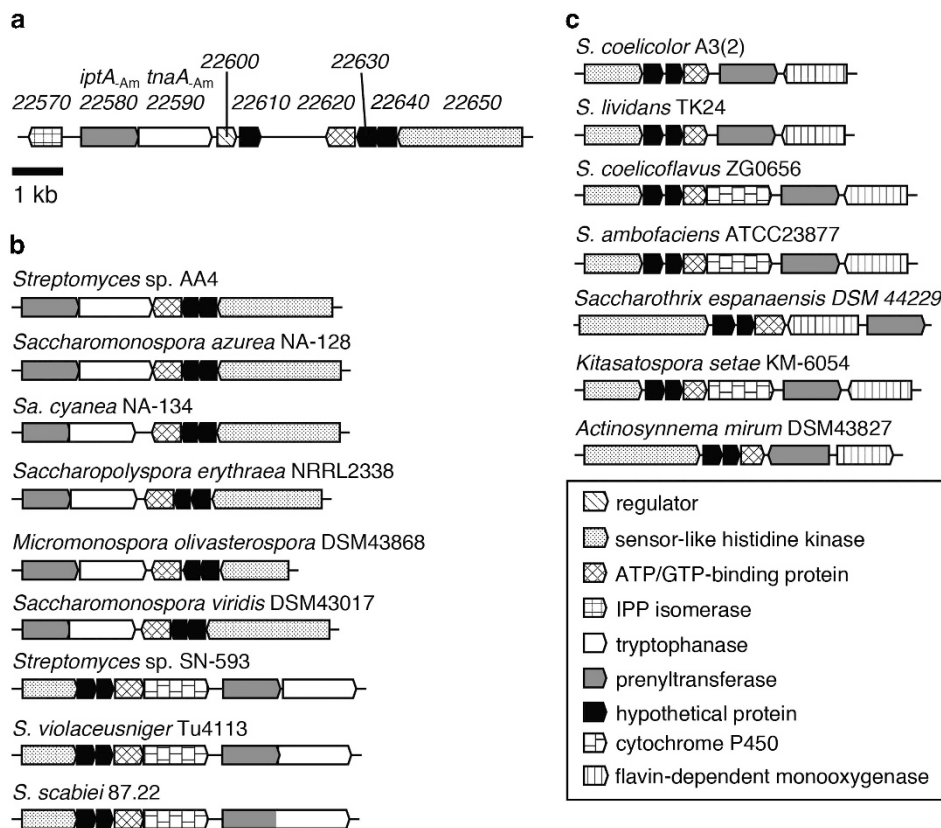 a
22600
22630
iptA-Am tnaA-Am
22570 22580 22590 22610 22620 22640 22650
1 kb
b
Streptomyces sp. AA4
Saccharomonospora azurea NA-128
Sa. cyanea NA-134
Saccharopolyspora erythraea NRRL2338
Micromonospora olivasterospora DSM43868
Saccharomonospora viridis DSM43017
Streptomyces sp. SN-593
S. violaceusniger Tu4113
S. scabiei 87.22
c
S. coelicolor A3(2)
S. lividans TK24
S. coelicoflavus ZG0656
S. ambofaciens ATCC23877
Saccharothrix espanaensis DSM 44229
Kitasatospora setae KM-6054
Actinosynnema mirum DSM43827
regulator
sensor-like histidine kinase
ATP/GTP-binding protein
IPP isomerase
tryptophanase
prenyltransferase
hypothetical protein
cytochrome P450
flavin-dependent monooxygenase